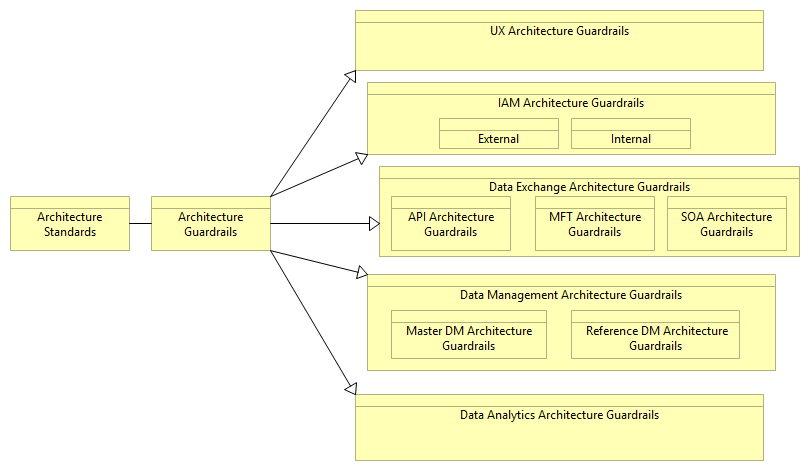 UX Architecture Guardrails
IAM Architecture Guardrails
External
Internal
Data Exchange Architecture Guardrails
API Architecture
Guardrails
MFT Architecture
Guardrails
SOA Architecture
Guardrails
Architecture
Standards
Architecture
Guardrails
Data Management Architecture Guardrails
Master DM Architecture
Guardrails
Reference DM Architecture
Guardrails
Data Analytics Architecture Guardrails